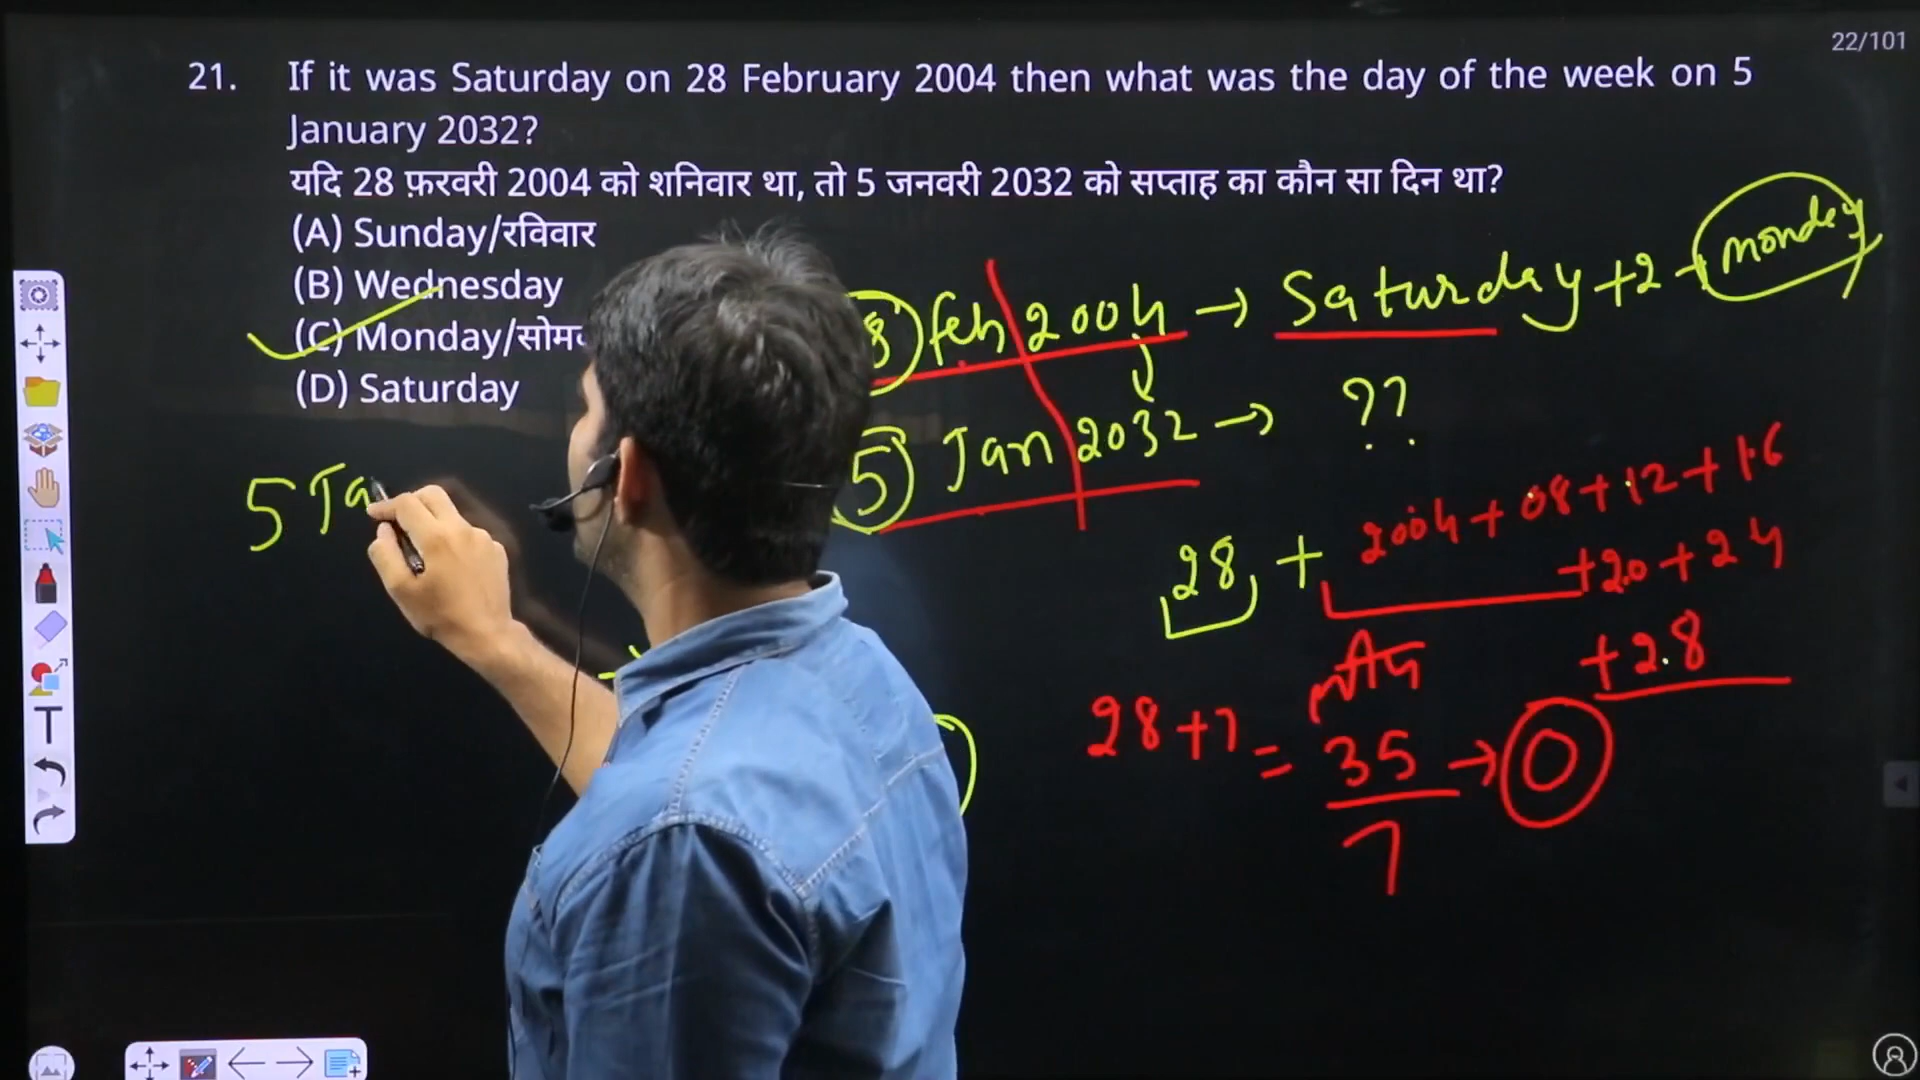 22/101
21. If it was Saturday on 28 February 2004 then what was the day of the week on 5
January 2032?
यदि 28 फ़रवरी 2004 को शनिवार था, तो 5 जनवरी 2032 को सप्ताह का कौन सा दिन था?
(A) Sunday/रविवार
(B) Wednesday
(C) Monday/
(D) Saturday
8 feb 2004 → Saturday +2 → Monday
5 Jan 2032 → ??
5 Ja
28 + 2004 + 08 + 12 + 16
+20 + 24
+28
28+7 = 35 → 0
7